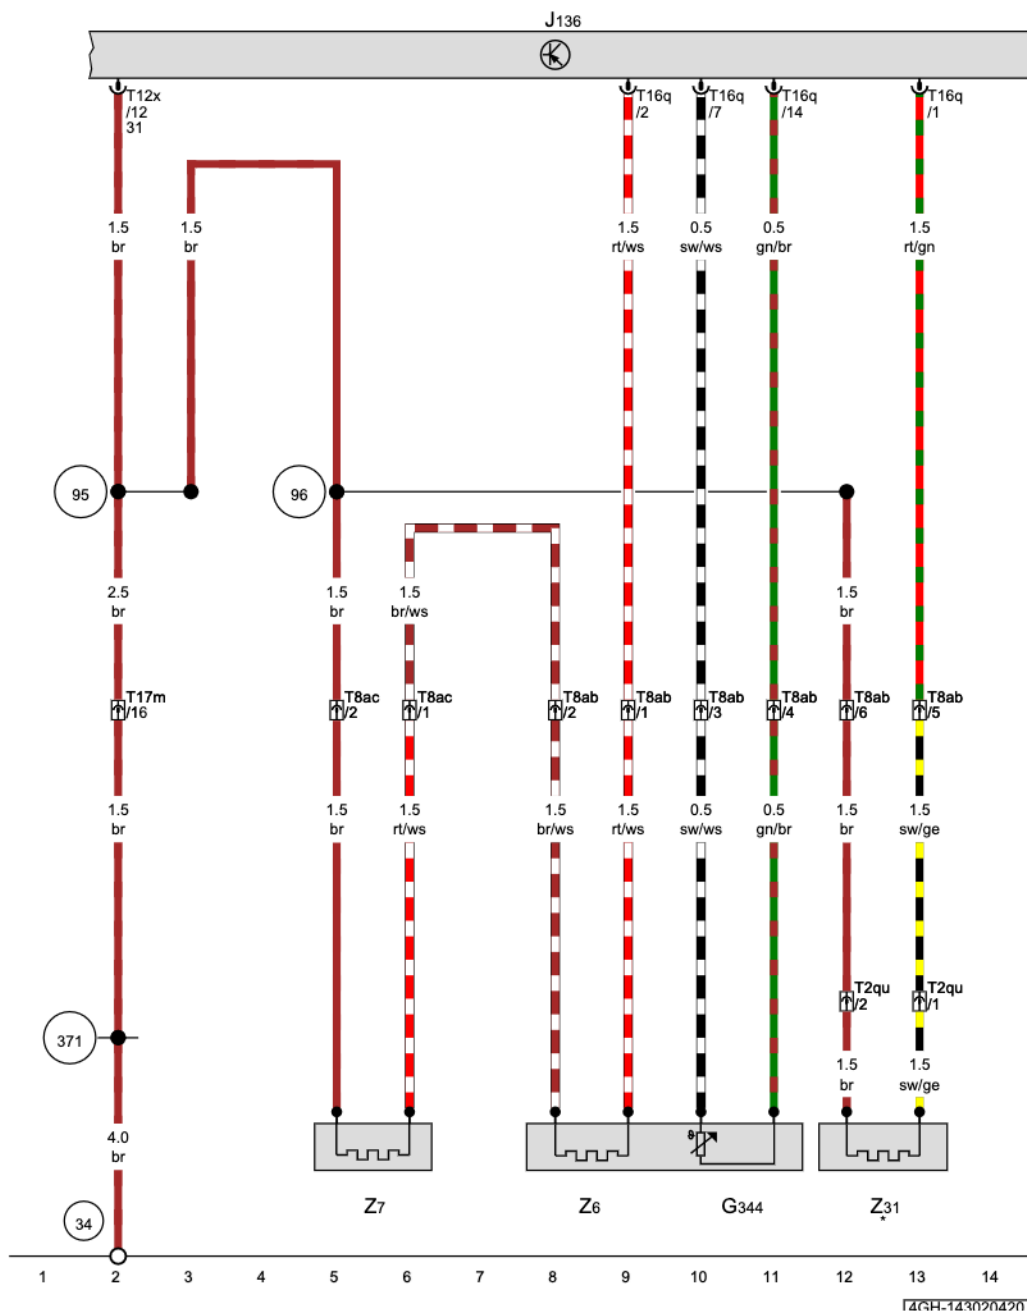 J136
T12x
/12
31
T16q
/2
T16q
/7
T16q
/14
T16q
/1
1.5
br
1.5
br
1.5
rt/ws
0.5
sw/ws
0.5
gn/br
1.5
rt/gn
95
96
2.5
br
1.5
br
1.5
br/ws
1.5
br
T17m
/16
T8ac
/2
T8ac
/1
T8ab
/2
T8ab
/1
T8ab
/3
T8ab
/4
T8ab
/6
T8ab
/5
1.5
br
1.5
br
1.5
rt/ws
1.5
br/ws
1.5
rt/ws
0.5
sw/ws
0.5
gn/br
1.5
br
1.5
sw/ge
T2qu
/2
T2qu
/1
371
1.5
br
1.5
sw/ge
4.0
br
ϑ
Z7
Z6
G344
Z31
*
34
1 2 3 4 5 6 7 8 9 10 11 12 13 14
4GH-143020420